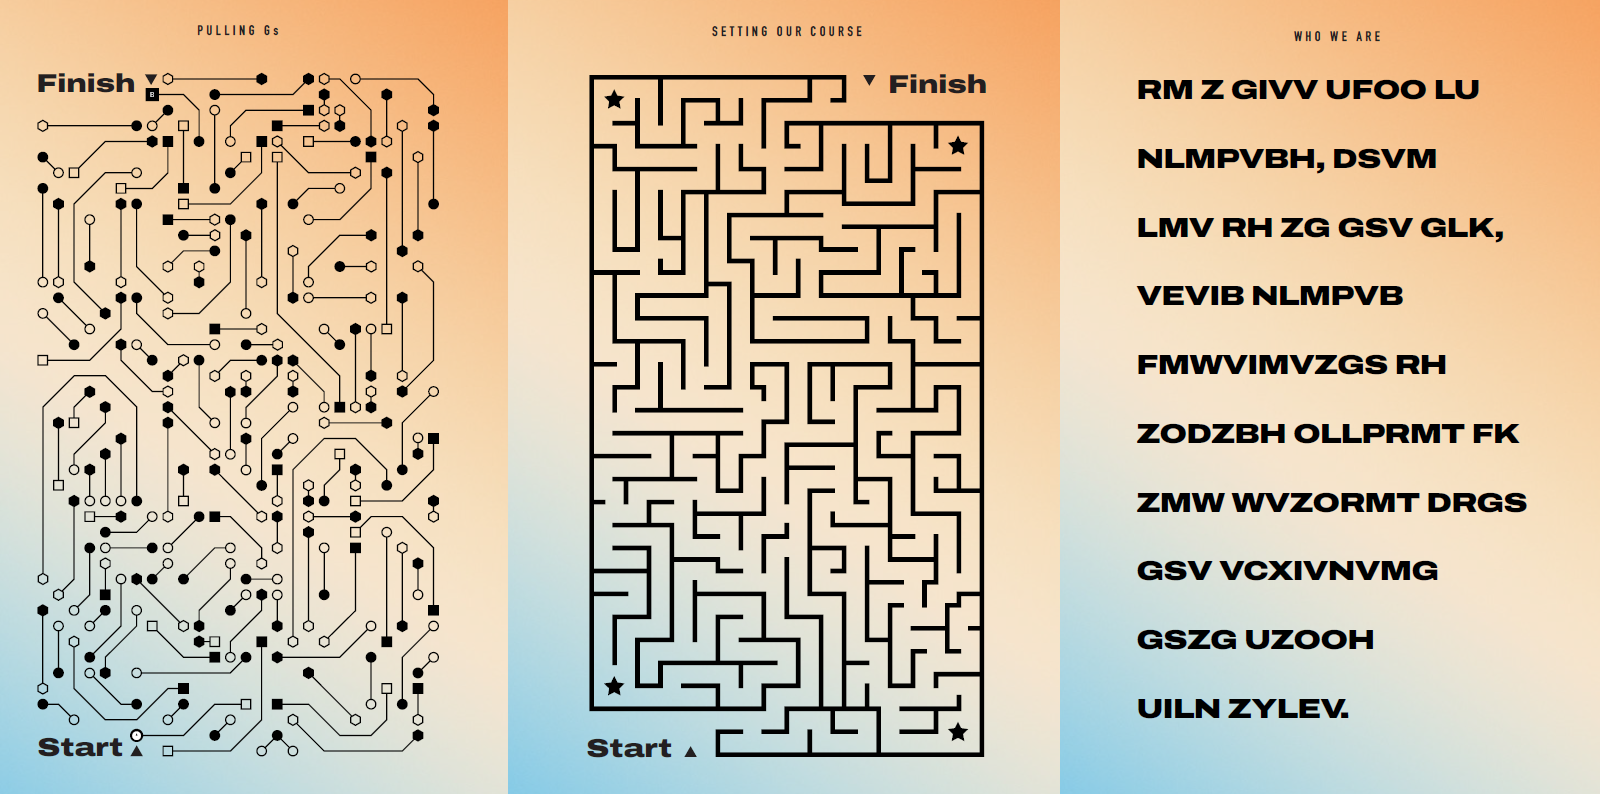 PULLING Gs
Finish
B
Start
SETTING OUR COURSE
Finish
Start
WHO WE ARE
RM Z GIVV UFOO LU
NLMPVBH, DSVM
LMV RH ZG GSV GLK,
VEVIB NLMPVB
FMWVIMVZGS RH
ZODZBH OLLPRMT FK
ZMW WVZORMT DRGS
GSV VCXIVNVMG
GSZG UZOOH
UILN ZYLEV.